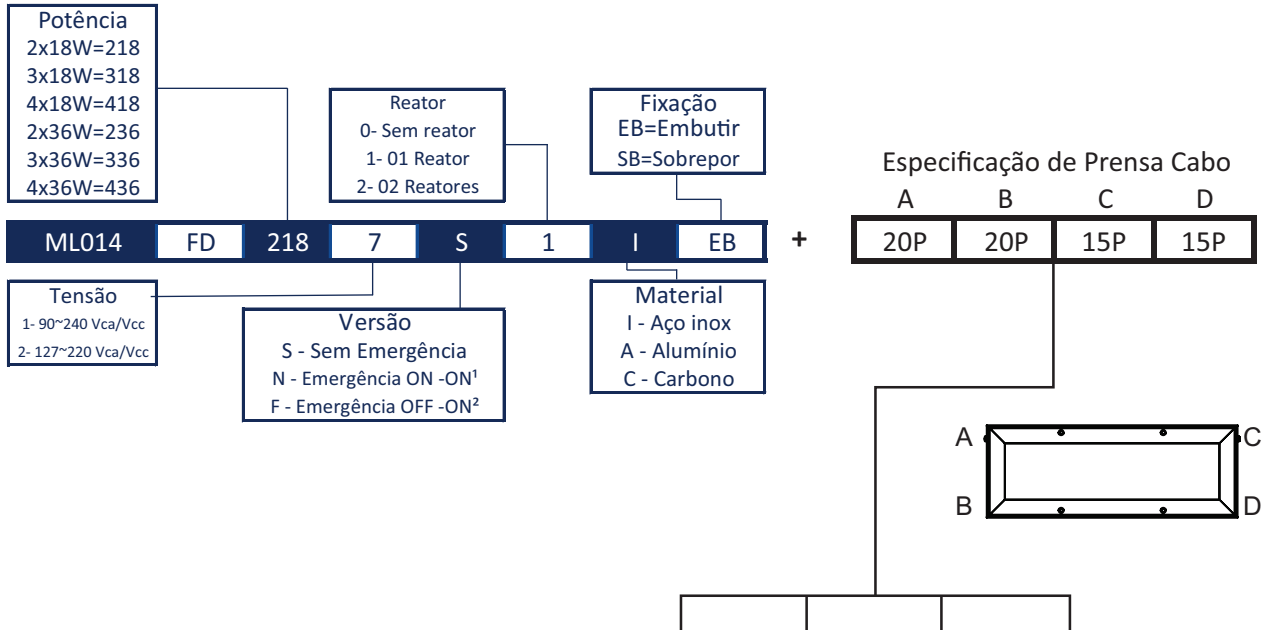 Potência
2x18W=218
3x18W=318
4x18W=418
2x36W=236
3x36W=336
4x36W=436
Reator
0- Sem reator
1- 01 Reator
2- 02 Reatores
Fixação
EB=Embutir
SB=Sobrepor
Especificação de Prensa Cabo
A B C D
ML014 FD 218 7 S 1 I EB + 20P 20P 15P 15P
Tensão
1- 90~240 Vca/Vcc
2- 127~220 Vca/Vcc
Versão
S - Sem Emergência
N - Emergência ON -ON¹
F - Emergência OFF -ON²
Material
I - Aço inox
A - Alumínio
C - Carbono
A C
B D